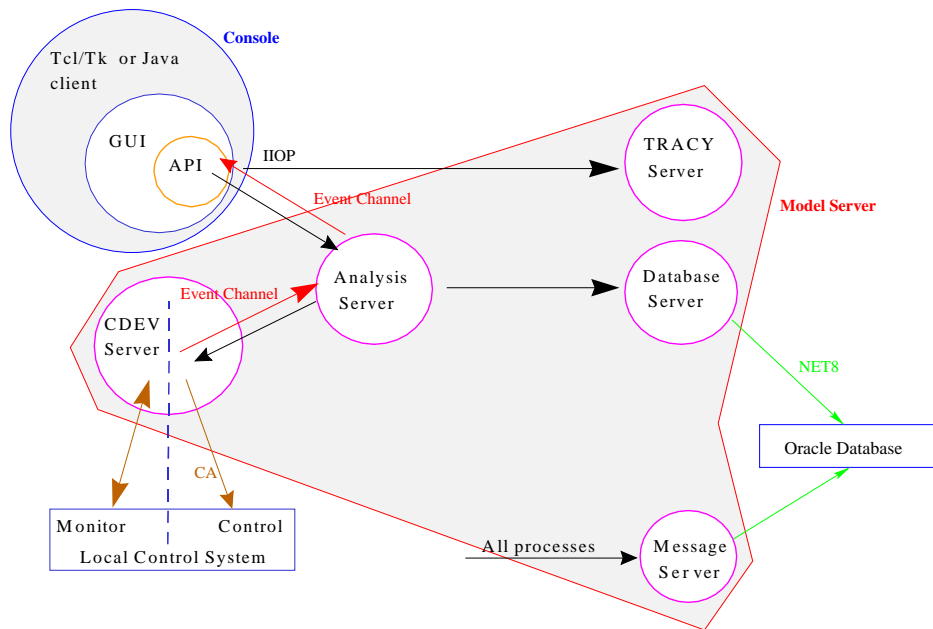 Console
Tcl/Tk or Java
client
GUI
API
IIOP
TRACY
Server
Event Channel
Model Server
Analysis
Server
Database
Server
Event Channel
CDEV
Server
NET8
Oracle Database
CA
Monitor
Control
Local Control System
All processes
Message
Server